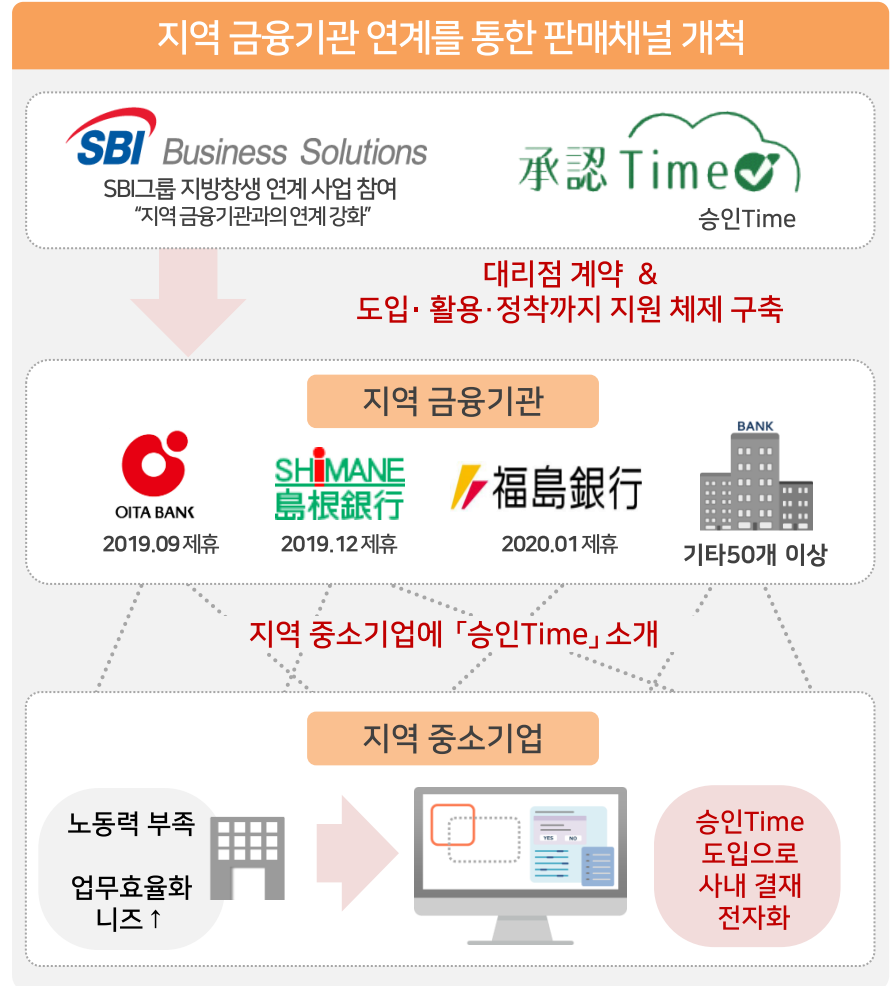 지역 금융기관 연계를 통한 판매채널 개척
SBI Business Solutions
SBI그룹 지방창생 연계 사업 참여
“지역 금융기관과의 연계 강화”
承認Time
승인Time
대리점 계약 &
도입· 활용·정착까지 지원 체제 구축
지역 금융기관
OITA BANK
2019.09 제휴
SHiMANE
島根銀行
2019.12 제휴
福島銀行
2020.01 제휴
BANK
기타50개 이상
지역 중소기업에 「승인Time」 소개
지역 중소기업
노동력 부족
업무효율화
니즈 ↑
YES NO
승인Time
도입으로
사내 결재
전자화